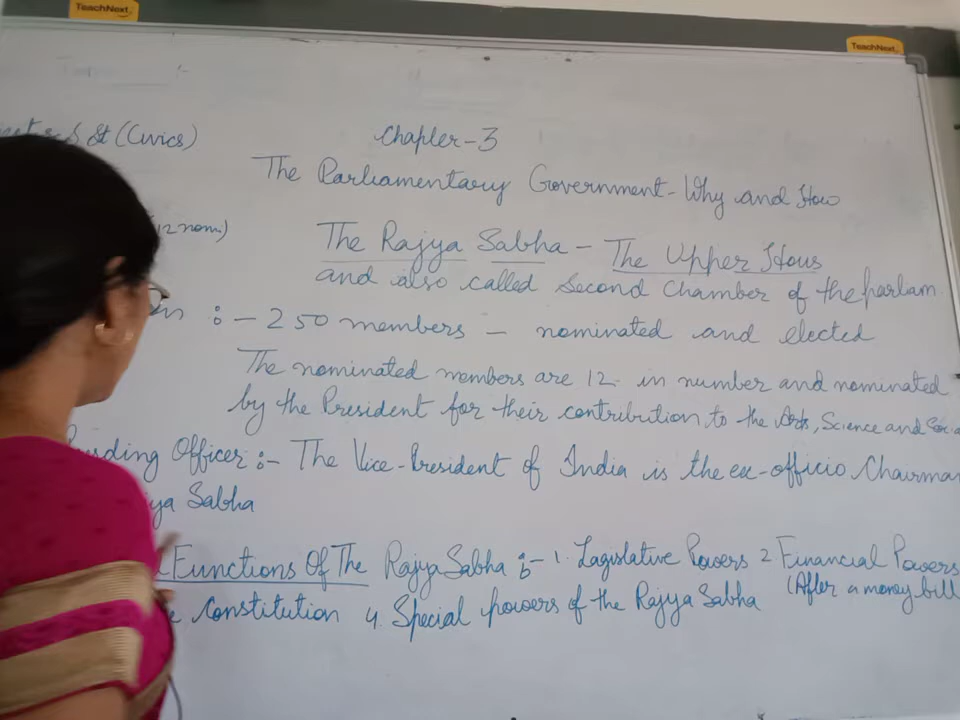 TeachNext
TeachNext
St (Civics)
Chapter-3
The Parliamentary Government - Why and How
(12 nom.)
The Rajya Sabha - The Upper Hous
and also called Second Chamber of the parlam
:- 250 members - nominated and elected
The nominated members are 12 in number and nominated
by the President for their contribution to the Arts, Science and Socia
Officer :- The Vice-President of India is the ex-officio Chairman
Sabha
Functions Of The Rajya Sabha :- 1. Legislative Powers 2 Financial Powers
(After a money bill
Constitution 4. Special powers of the Rajya Sabha